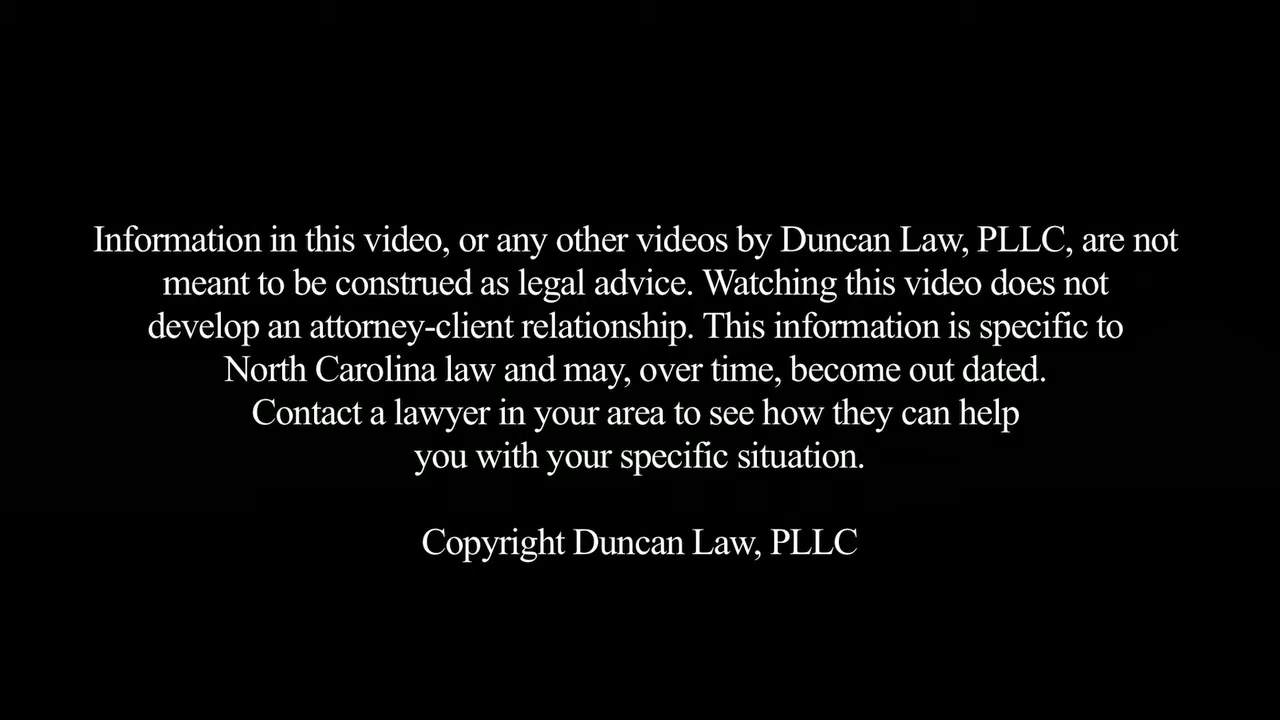 Information in this video, or any other videos by Duncan Law, PLLC, are not
meant to be construed as legal advice. Watching this video does not
develop an attorney-client relationship. This information is specific to
North Carolina law and may, over time, become out dated.
Contact a lawyer in your area to see how they can help
you with your specific situation.
Copyright Duncan Law, PLLC